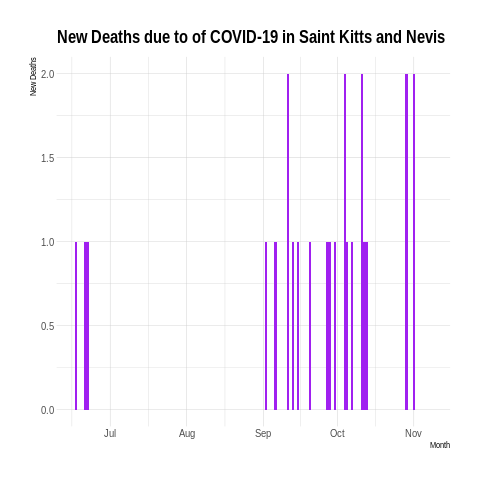 New Deaths due to of COVID-19 in Saint Kitts and Nevis
New Deaths
2.0
1.5
1.0
0.5
0.0
Jul Aug Sep Oct Nov
Month